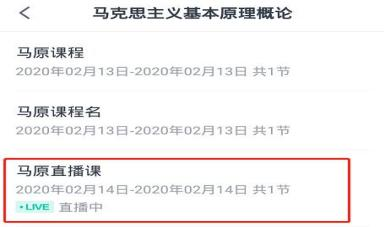 马克思主义基本原理概论
马原课程
2020年02月13日-2020年02月13日 共1节
马原课程名
2020年02月13日-2020年02月13日 共1节
马原直播课
2020年02月14日-2020年02月14日 共1节
•LIVE 直播中